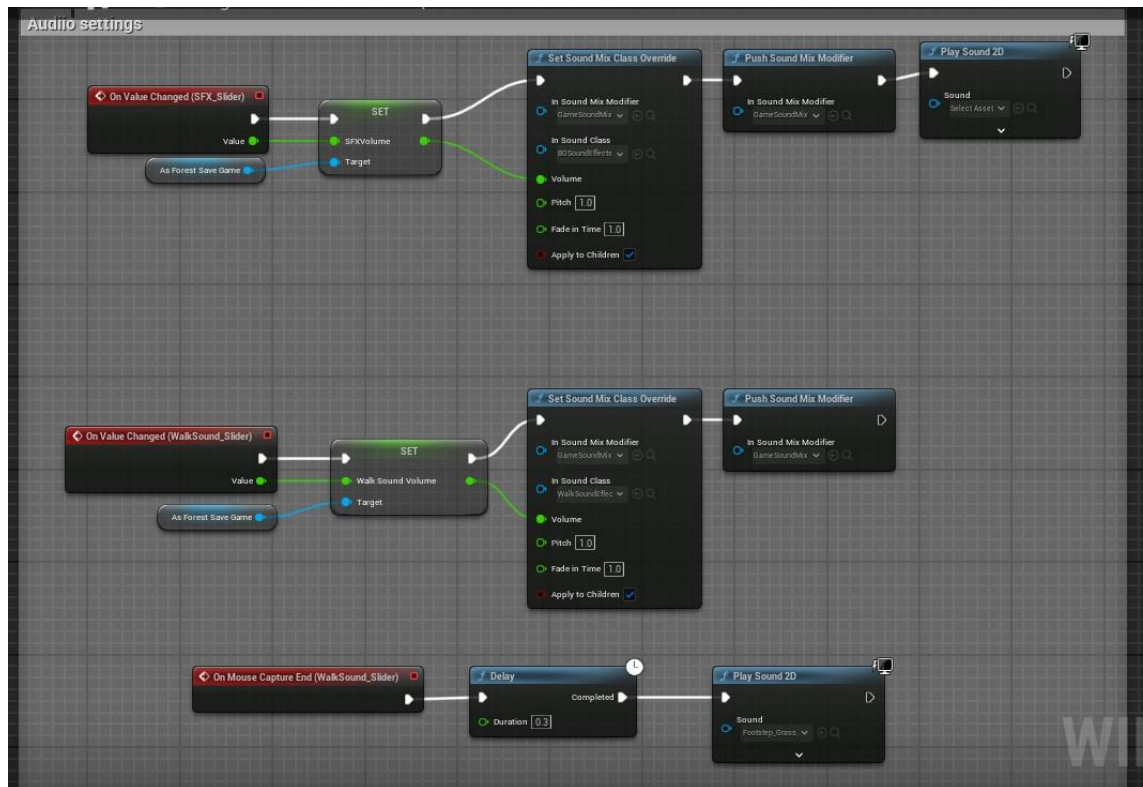 Audiio settings
On Value Changed (SFX_Slider)
Value
As Forest Save Game
SET
SFXVolume
Target
Set Sound Mix Class Override
In Sound Mix Modifier
GameSoundMix
In Sound Class
BGSoundEffects
Volume
Pitch 1.0
Fade in Time 1.0
Apply to Children
Push Sound Mix Modifier
In Sound Mix Modifier
GameSoundMix
Play Sound 2D
Sound
Select Asset
On Value Changed (WalkSound_Slider)
Value
As Forest Save Game
SET
Walk Sound Volume
Target
Set Sound Mix Class Override
In Sound Mix Modifier
GameSoundMix
In Sound Class
WalkSoundEffec
Volume
Pitch 1.0
Fade in Time 1.0
Apply to Children
Push Sound Mix Modifier
In Sound Mix Modifier
GameSoundMix
On Mouse Capture End (WalkSound_Slider)
Delay
Completed
Duration 0.3
Play Sound 2D
Sound
Footstep_Grass